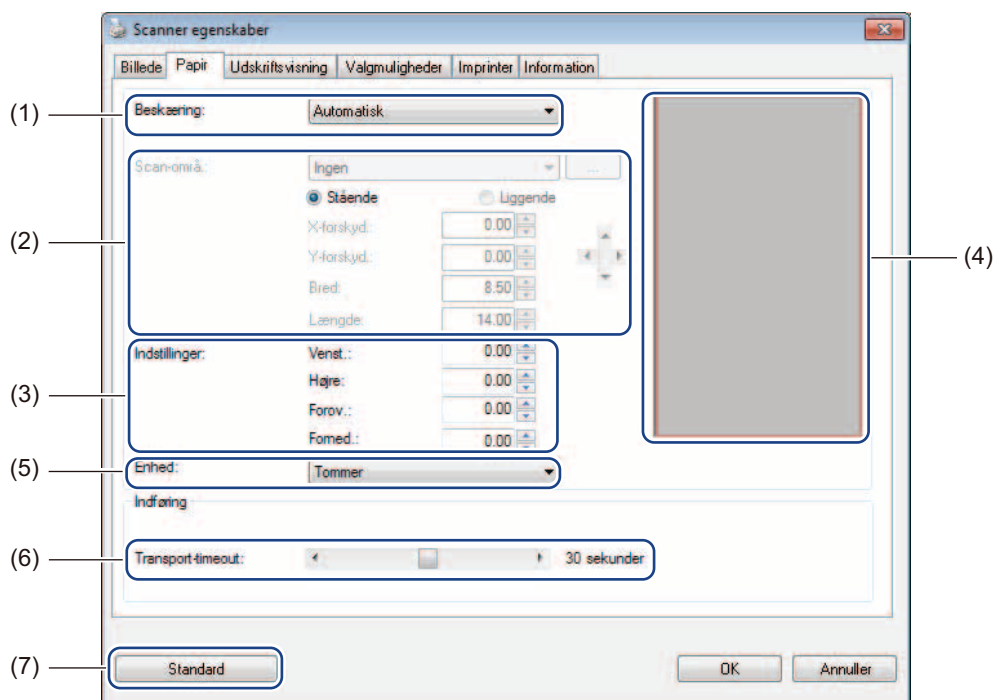 Scanner egenskaber
Billede Papir Udskriftsvisning Valgmuligheder Imprinter Information
(1) Beskæring: Automatisk
Scan-områ.: Ingen ...
Stående Liggende
X-forskyd.: 0.00
(2) Y-forskyd.: 0.00 (4)
Bred: 8.50
Længde: 14.00
Indstillinger: Venst.: 0.00
Højre: 0.00
(3) Forov.: 0.00
Forned.: 0.00
(5) Enhed: Tommer
Indføring
(6) Transport-timeout: 30 sekunder
(7) Standard OK Annuller